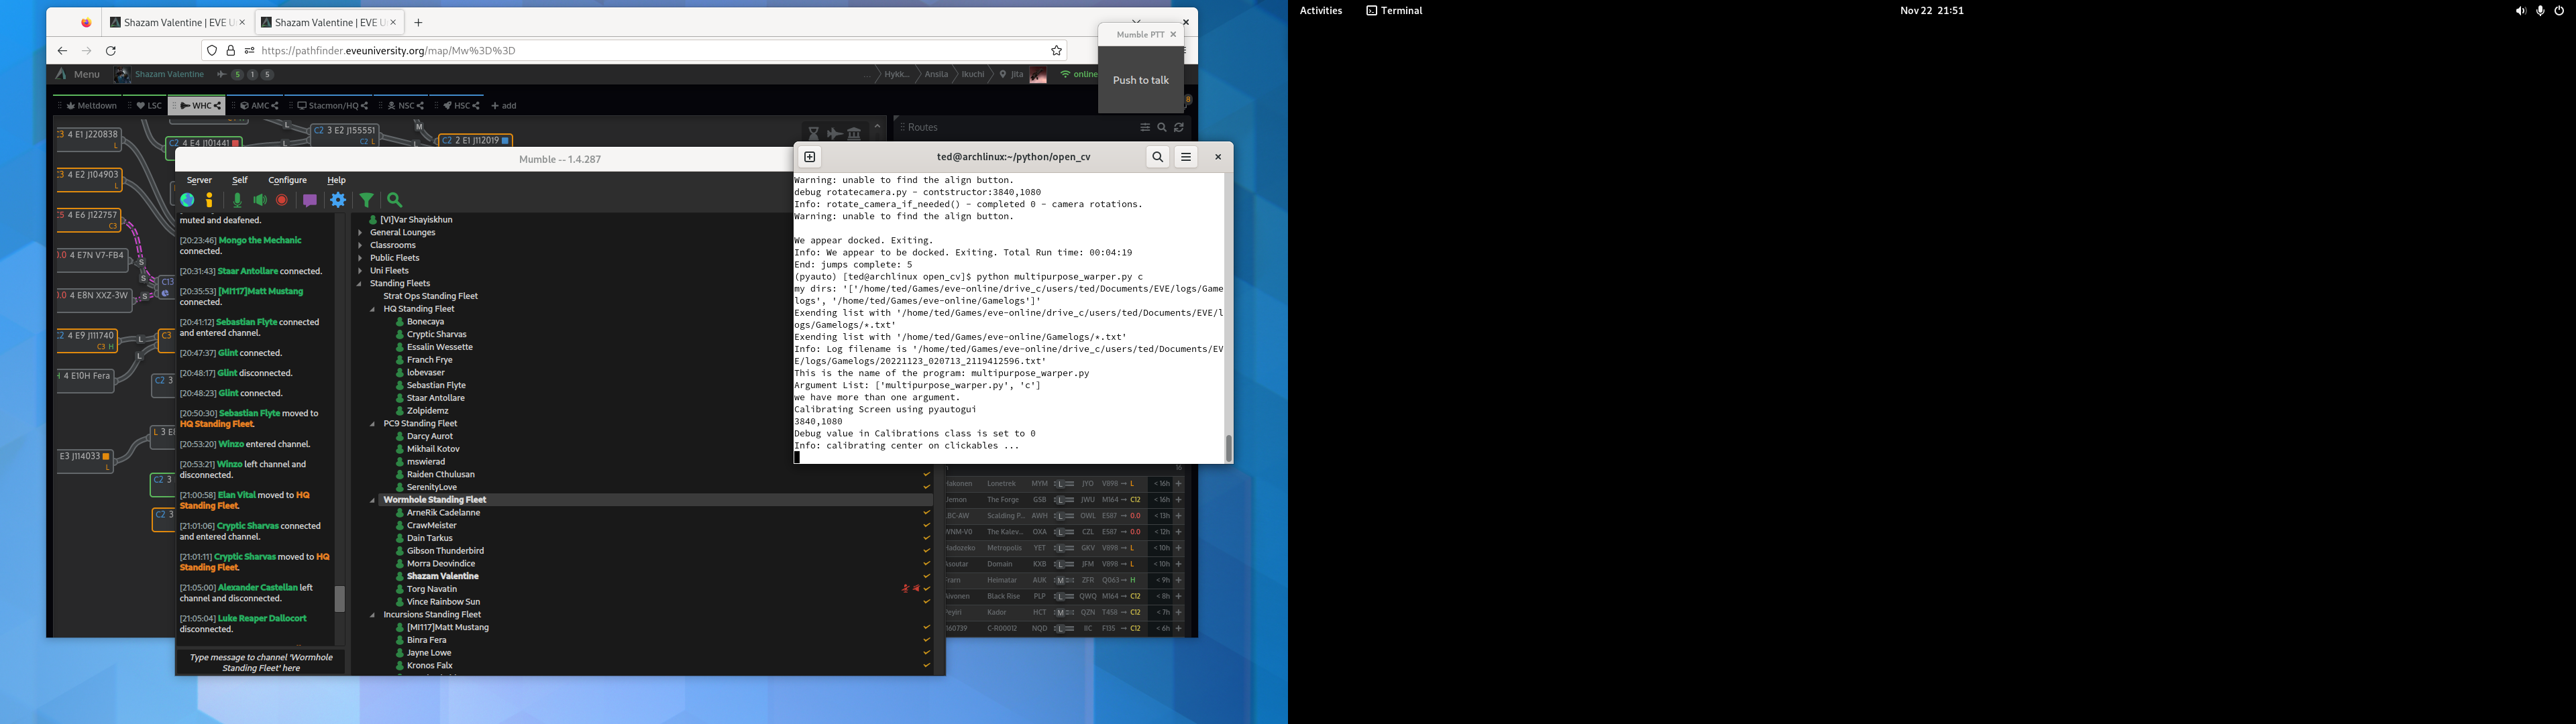 Shazam Valentine | EVE U
Shazam Valentine | EVE U
https://pathfinder.eveuniversity.org/map/Mw%3D%3D
Menu
Shazam Valentine
5
1
5
...
Hykk...
Ansila
Ikuchi
Jita
online
Mumble PTT
Push to talk
Meltdown
LSC
WHC
AMC
Stacmon/HQ
NSC
HSC
add
Routes
C3 4 E1 J220838
L
C2 4 E4 J101441
C2 3 E2 J155551
C2 L
C2 2 E1 J112019
L
M
C3 4 E2 J104903
L
C5 4 E6 J122757
C3
0.0 4 E7N V7-FB4
S
S
S
C13
0.0 4 E8N XXZ-3W
C2 4 E9 J111740
C3 H
L
L
C3
H 4 E10H Fera
C2 3
E3 J114033
L
C2 3
C2 3
Mumble -- 1.4.287
Server
Self
Configure
Help
muted and deafened.
[20:23:46] Mongo the Mechanic
connected.
[20:31:43] Staar Antollare connected.
[20:35:53] [MI117]Matt Mustang
connected.
[20:41:12] Sebastian Flyte connected
and entered channel.
[20:47:37] Glint connected.
[20:48:17] Glint disconnected.
[20:48:23] Glint connected.
[20:50:30] Sebastian Flyte moved to
HQ Standing Fleet.
[20:53:20] Winzo entered channel.
[20:53:21] Winzo left channel and
disconnected.
[21:00:58] Elan Vital moved to HQ
Standing Fleet.
[21:01:06] Cryptic Sharvas connected
and entered channel.
[21:01:11] Cryptic Sharvas moved to HQ
Standing Fleet.
[21:05:00] Alexander Castellan left
channel and disconnected.
[21:05:04] Luke Reaper Dallocort
disconnected.
Type message to channel 'Wormhole
Standing Fleet' here
[VI]Var Shayiskhun
General Lounges
Classrooms
Public Fleets
Uni Fleets
Standing Fleets
Strat Ops Standing Fleet
HQ Standing Fleet
Bonecaya
Cryptic Sharvas
Essalin Wessette
Franch Frye
lobevaser
Sebastian Flyte
Staar Antollare
Zolpidemz
PC9 Standing Fleet
Darcy Aurot
Mikhail Kotov
mswierad
Raiden Cthulusan
SerenityLove
Wormhole Standing Fleet
ArneRik Cadelanne
CrawMeister
Dain Tarkus
Gibson Thunderbird
Morra Deovindice
Shazam Valentine
Torg Navatin
Vince Rainbow Sun
Incursions Standing Fleet
[MI117]Matt Mustang
Binra Fera
Jayne Lowe
Kronos Falx
ted@archlinux:~/python/open_cv
Warning: unable to find the align button.
debug rotatecamera.py - contstructor:3840,1080
Info: rotate_camera_if_needed() - completed 0 - camera rotations.
Warning: unable to find the align button.
We appear docked. Exiting.
Info: We appear to be docked. Exiting. Total Run time: 00:04:19
End: jumps complete: 5
(pyauto) [ted@archlinux open_cv]$ python multipurpose_warper.py c
my dirs: '['/home/ted/Games/eve-online/drive_c/users/ted/Documents/EVE/logs/Game
logs', '/home/ted/Games/eve-online/Gamelogs']'
Exending list with '/home/ted/Games/eve-online/drive_c/users/ted/Documents/EVE/l
ogs/Gamelogs/*.txt'
Exending list with '/home/ted/Games/eve-online/Gamelogs/*.txt'
Info: Log filename is '/home/ted/Games/eve-online/drive_c/users/ted/Documents/EV
E/logs/Gamelogs/20221123_020713_2119412596.txt'
This is the name of the program: multipurpose_warper.py
Argument List: ['multipurpose_warper.py', 'c']
we have more than one argument.
Calibrating Screen using pyautogui
3840,1080
Debug value in Calibrations class is set to 0
Info: calibrating center on clickables ...
Lonetrek MYM L JYO V898 → L < 16h
The Forge GSB L JWU M164 → C12 < 16h
Scalding P... AWH L OWL E587 → 0.0 < 13h
WNM-V0 The Kalev... OXA L CZL E587 → 0.0 < 12h
Metropolis YET L GKV V898 → L < 10h
Domain KXB L JFM V898 → L < 10h
Heimatar AUK M ZFR Q063 → H < 9h
Black Rise PLP L QWQ M164 → C12 < 8h
Kador HCT M QZN T458 → C12 < 7h
C-R00012 NQD L IIC F135 → C12 < 6h
Activities
Terminal
Nov 22 21:51